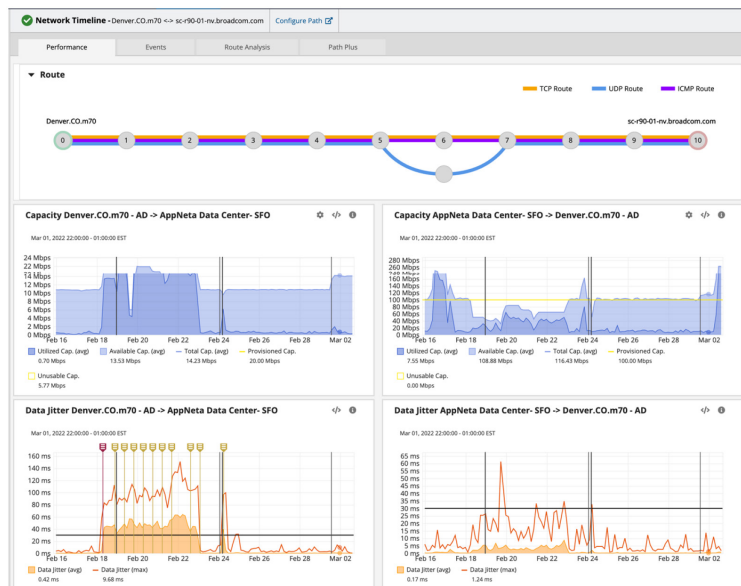 Network Timeline - Denver.CO.m70 <-> sc-r90-01-nv.broadcom.com Configure Path
Performance Events Route Analysis Path Plus
Route
TCP Route UDP Route ICMP Route
Denver.CO.m70 sc-r90-01-nv.broadcom.com
0 1 2 3 4 5 6 7 8 9 10
Capacity Denver.CO.m70 - AD -> AppNeta Data Center- SFO
Mar 01, 2022 22:00:00 - 01:00:00 EST
24 Mbps
22 Mbps
20 Mbps
18 Mbps
16 Mbps
14 Mbps
12 Mbps
10 Mbps
8 Mbps
6 Mbps
4 Mbps
2 Mbps
0 Mbps
Feb 16 Feb 18 Feb 20 Feb 22 Feb 24 Feb 26 Feb 28 Mar 02
Utilized Cap. (avg) Available Cap. (avg) Total Cap. (avg) Provisioned Cap.
0.70 Mbps 13.53 Mbps 14.23 Mbps 20.00 Mbps
Unusable Cap.
5.77 Mbps
Capacity AppNeta Data Center- SFO -> Denver.CO.m70 - AD
Mar 01, 2022 22:00:00 - 01:00:00 EST
280 Mbps
260 Mbps
160 Mbps
140 Mbps
120 Mbps
100 Mbps
80 Mbps
60 Mbps
40 Mbps
20 Mbps
0 Mbps
Feb 16 Feb 18 Feb 20 Feb 22 Feb 24 Feb 26 Feb 28 Mar 02
Utilized Cap. (avg) Available Cap. (avg) Total Cap. (avg) Provisioned Cap.
7.55 Mbps 108.88 Mbps 116.43 Mbps 100.00 Mbps
Unusable Cap.
0.00 Mbps
Data Jitter Denver.CO.m70 - AD -> AppNeta Data Center- SFO
Mar 01, 2022 22:00:00 - 01:00:00 EST
160 ms
140 ms
120 ms
100 ms
80 ms
60 ms
40 ms
20 ms
0 ms
Feb 16 Feb 18 Feb 20 Feb 22 Feb 24 Feb 26 Feb 28 Mar 02
Data Jitter (avg) Data Jitter (max)
0.42 ms 9.68 ms
Data Jitter AppNeta Data Center- SFO -> Denver.CO.m70 - AD
Mar 01, 2022 22:00:00 - 01:00:00 EST
65 ms
60 ms
55 ms
50 ms
45 ms
40 ms
35 ms
30 ms
25 ms
20 ms
15 ms
10 ms
5 ms
0 ms
Feb 16 Feb 18 Feb 20 Feb 22 Feb 24 Feb 26 Feb 28 Mar 02
Data Jitter (avg) Data Jitter (max)
0.17 ms 1.24 ms